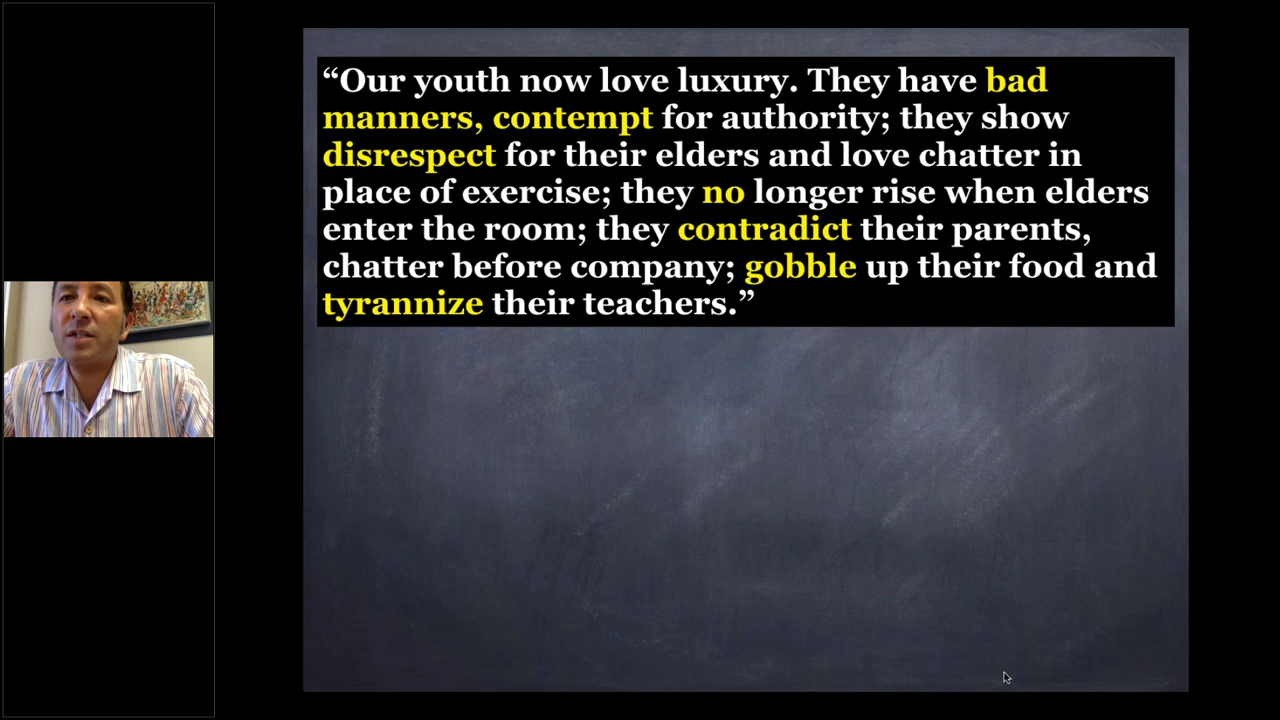 “Our youth now love luxury. They have bad
manners, contempt for authority; they show
disrespect for their elders and love chatter in
place of exercise; they no longer rise when elders
enter the room; they contradict their parents,
chatter before company; gobble up their food and
tyrannize their teachers.”